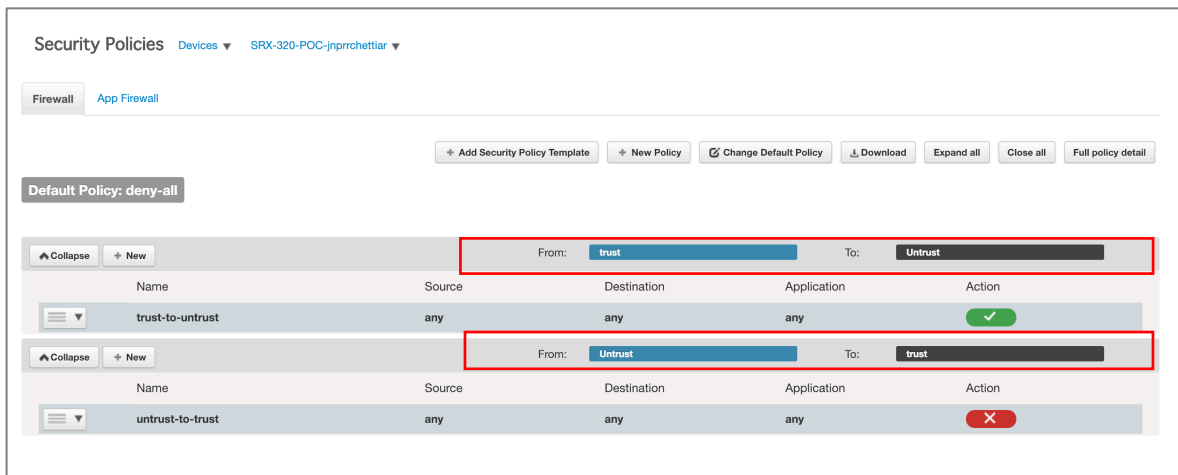 Security Policies Devices SRX-320-POC-jnprrchettiar
Firewall App Firewall
+ Add Security Policy Template + New Policy Change Default Policy Download Expand all Close all Full policy detail
Default Policy: deny-all
Collapse + New From: trust To: Untrust
Name Source Destination Application Action
trust-to-untrust any any any
Collapse + New From: Untrust To: trust
Name Source Destination Application Action
untrust-to-trust any any any